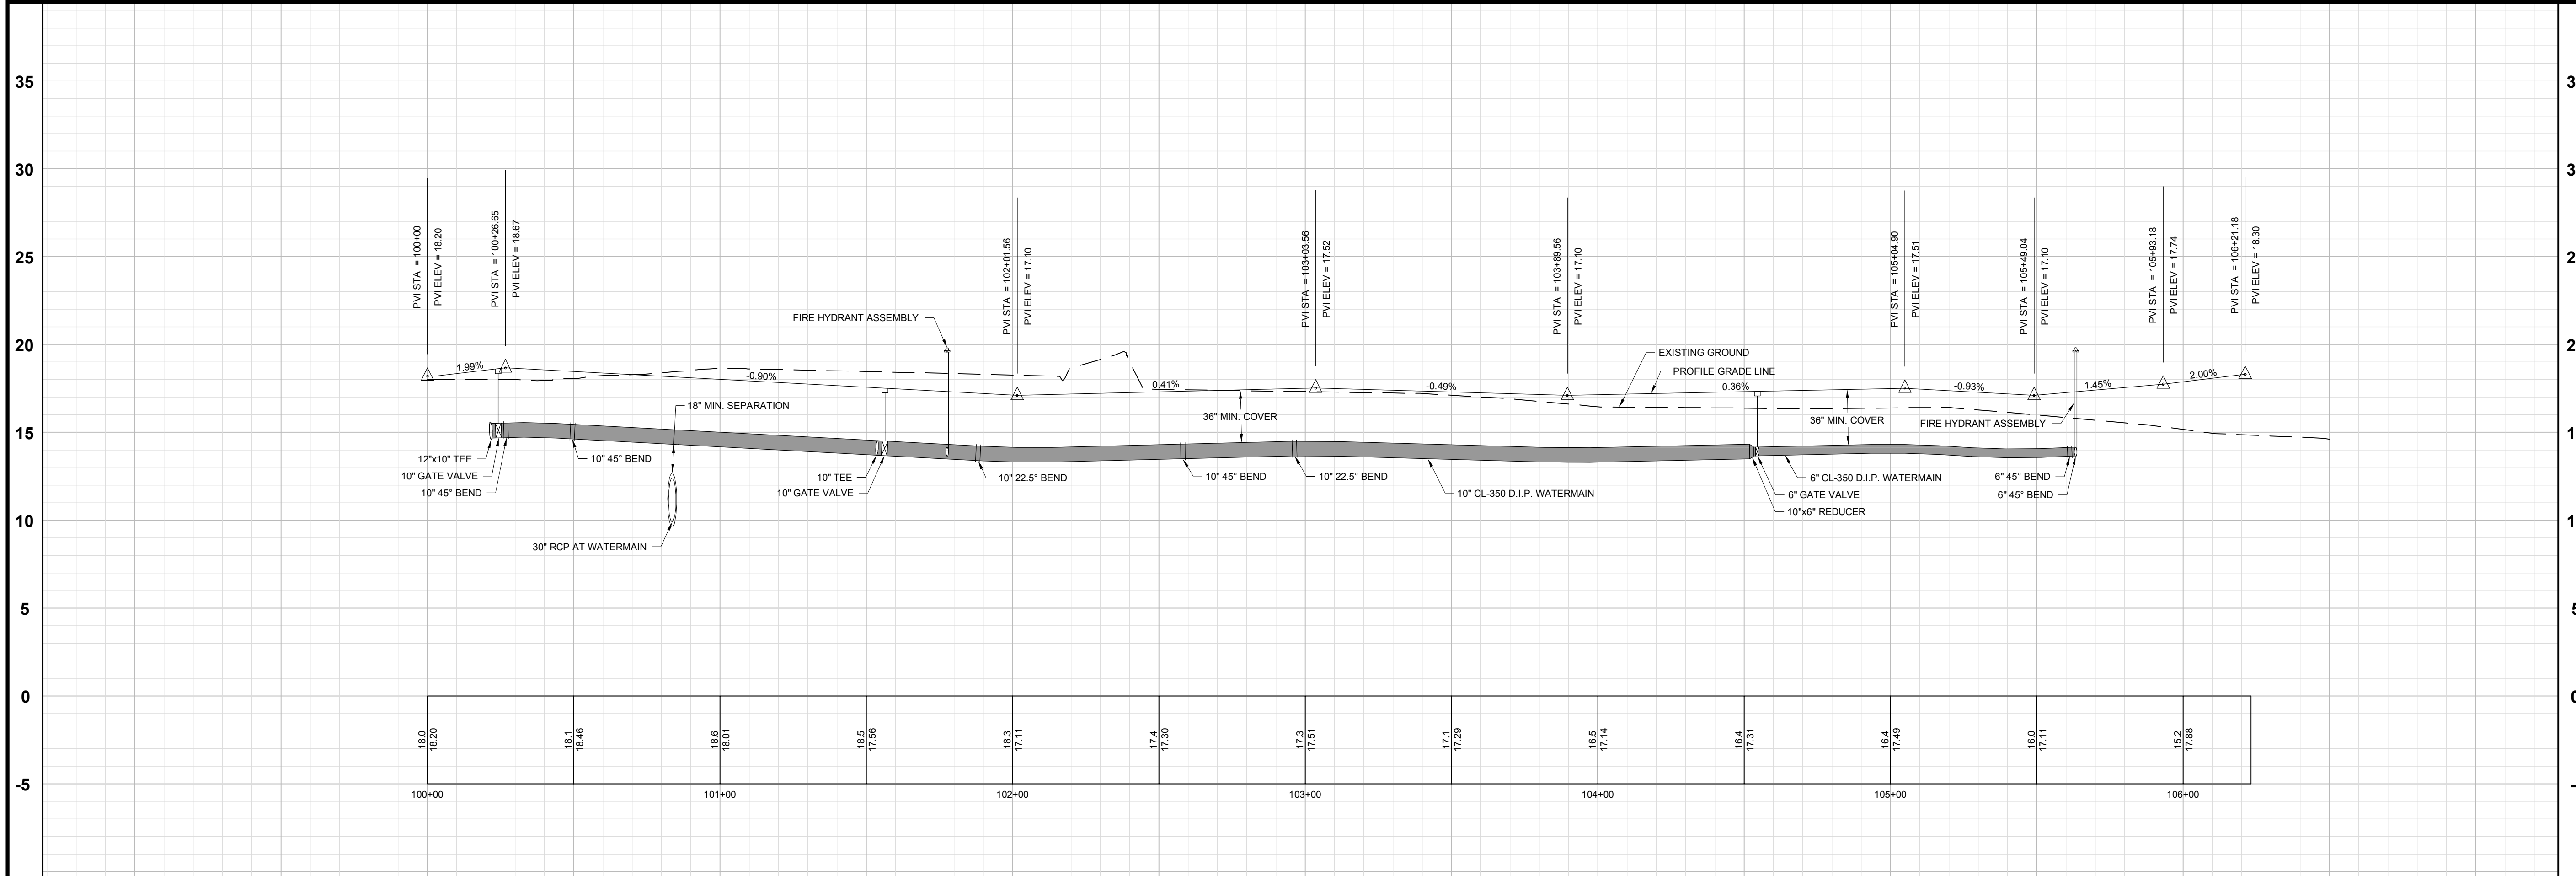 35
30
25
20
15
10
5
0
-5
3
3
2
2
1
1
5
0
-
PVI STA = 100+00
PVI ELEV = 18.20
PVI STA = 100+26.65
PVI ELEV = 18.67
PVI STA = 102+01.56
PVI ELEV = 17.10
PVI STA = 103+03.56
PVI ELEV = 17.52
PVI STA = 103+89.56
PVI ELEV = 17.10
PVI STA = 105+04.90
PVI ELEV = 17.51
PVI STA = 105+49.04
PVI ELEV = 17.10
PVI STA = 105+93.18
PVI ELEV = 17.74
PVI STA = 106+21.18
PVI ELEV = 18.30
1.99%
-0.90%
0.41%
-0.49%
0.36%
-0.93%
1.45%
2.00%
FIRE HYDRANT ASSEMBLY
EXISTING GROUND
PROFILE GRADE LINE
18" MIN. SEPARATION
36" MIN. COVER
36" MIN. COVER
FIRE HYDRANT ASSEMBLY
12"x10" TEE
10" GATE VALVE
10" 45° BEND
10" 45° BEND
30" RCP AT WATERMAIN
10" TEE
10" GATE VALVE
10" 22.5° BEND
10" 45° BEND
10" 22.5° BEND
10" CL-350 D.I.P. WATERMAIN
6" CL-350 D.I.P. WATERMAIN
6" GATE VALVE
10"x6" REDUCER
6" 45° BEND
6" 45° BEND
18.0
18.20
18.1
18.46
18.6
18.01
18.5
17.56
18.3
17.11
17.4
17.30
17.3
17.51
17.1
17.29
16.5
17.14
16.4
17.31
16.4
17.49
16.0
17.11
15.2
17.88
100+00
101+00
102+00
103+00
104+00
105+00
106+00